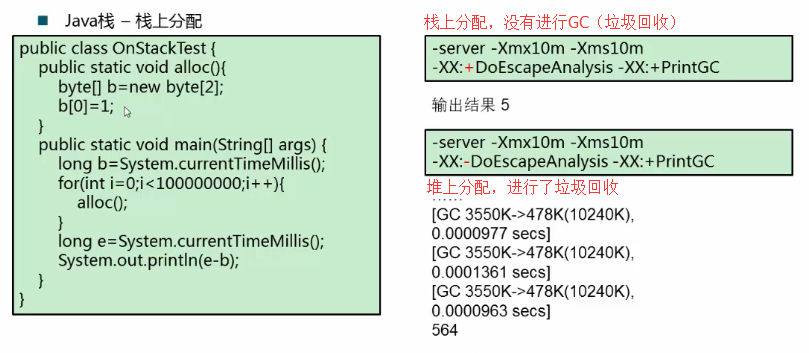 ■ Java栈 – 栈上分配
public class OnStackTest {
public static void alloc(){
byte[] b=new byte[2];
b[0]=1;
}
public static void main(String[] args) {
long b=System.currentTimeMillis();
for(int i=0;i<100000000;i++){
alloc();
}
long e=System.currentTimeMillis();
System.out.println(e-b);
}
}
栈上分配，没有进行GC（垃圾回收）
-server -Xmx10m -Xms10m
-XX:+DoEscapeAnalysis -XX:+PrintGC
输出结果 5
-server -Xmx10m -Xms10m
-XX:-DoEscapeAnalysis -XX:+PrintGC
堆上分配，进行了垃圾回收
......
[GC 3550K->478K(10240K),
0.0000977 secs]
[GC 3550K->478K(10240K),
0.0001361 secs]
[GC 3550K->478K(10240K),
0.0000963 secs]
564